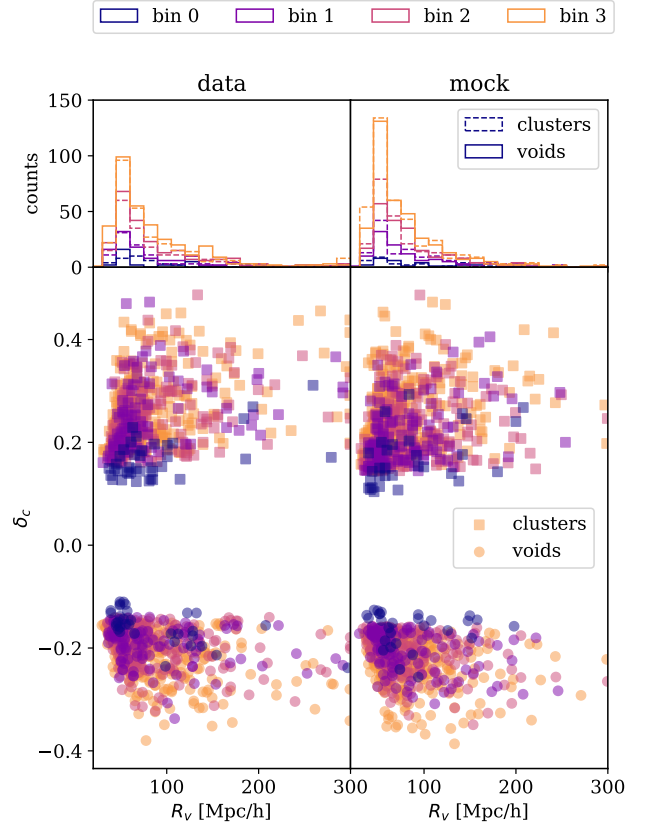 bin 0 bin 1 bin 2 bin 3
data mock
150
100
50
0
counts
clusters
voids
0.4
0.2
0.0
−0.2
−0.4
δc
clusters
voids
100 200 300 100 200 300
Rv [Mpc/h] Rv [Mpc/h]